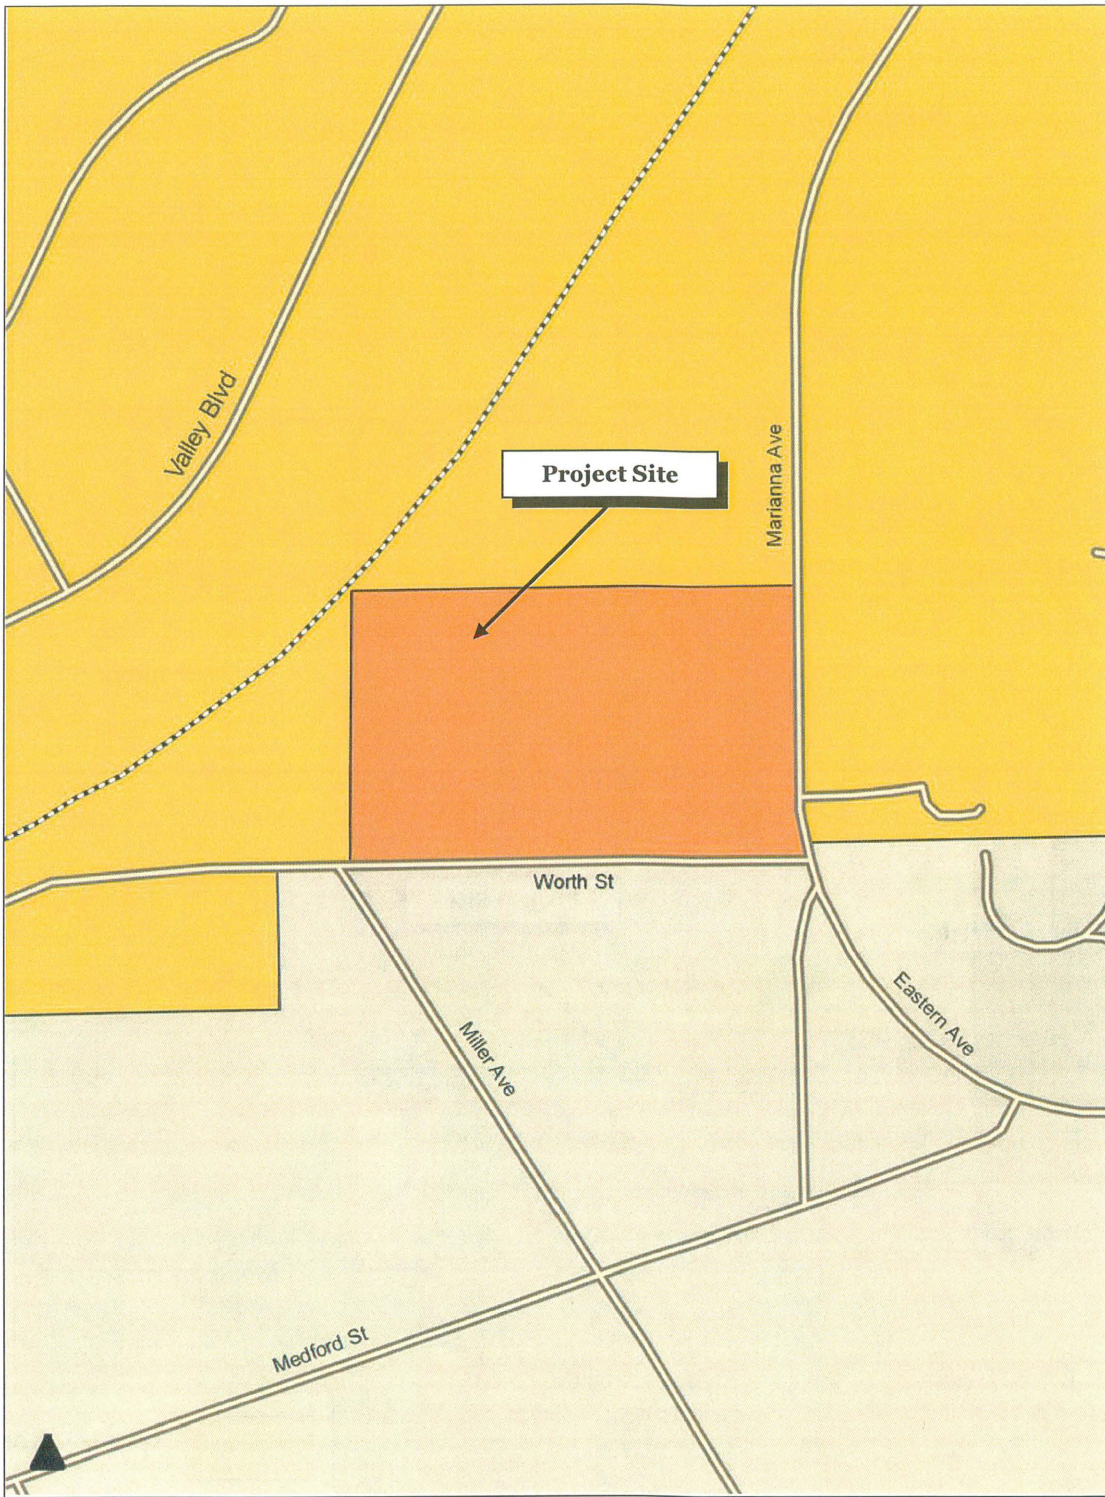 Valley Blvd
Marianna Ave
Project Site
Worth St
Eastern Ave
Miller Ave
Medford St